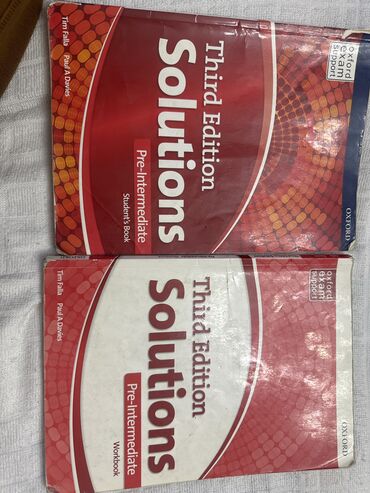 oxford
exam
support
Third Edition
Solutions
Pre-Intermediate
Student's Book
Tim Falla Paul A Davies
OXFORD
oxford
exam
support
Third Edition
Solutions
Pre-Intermediate
Workbook
Tim Falla Paul A Davies
OXFORD